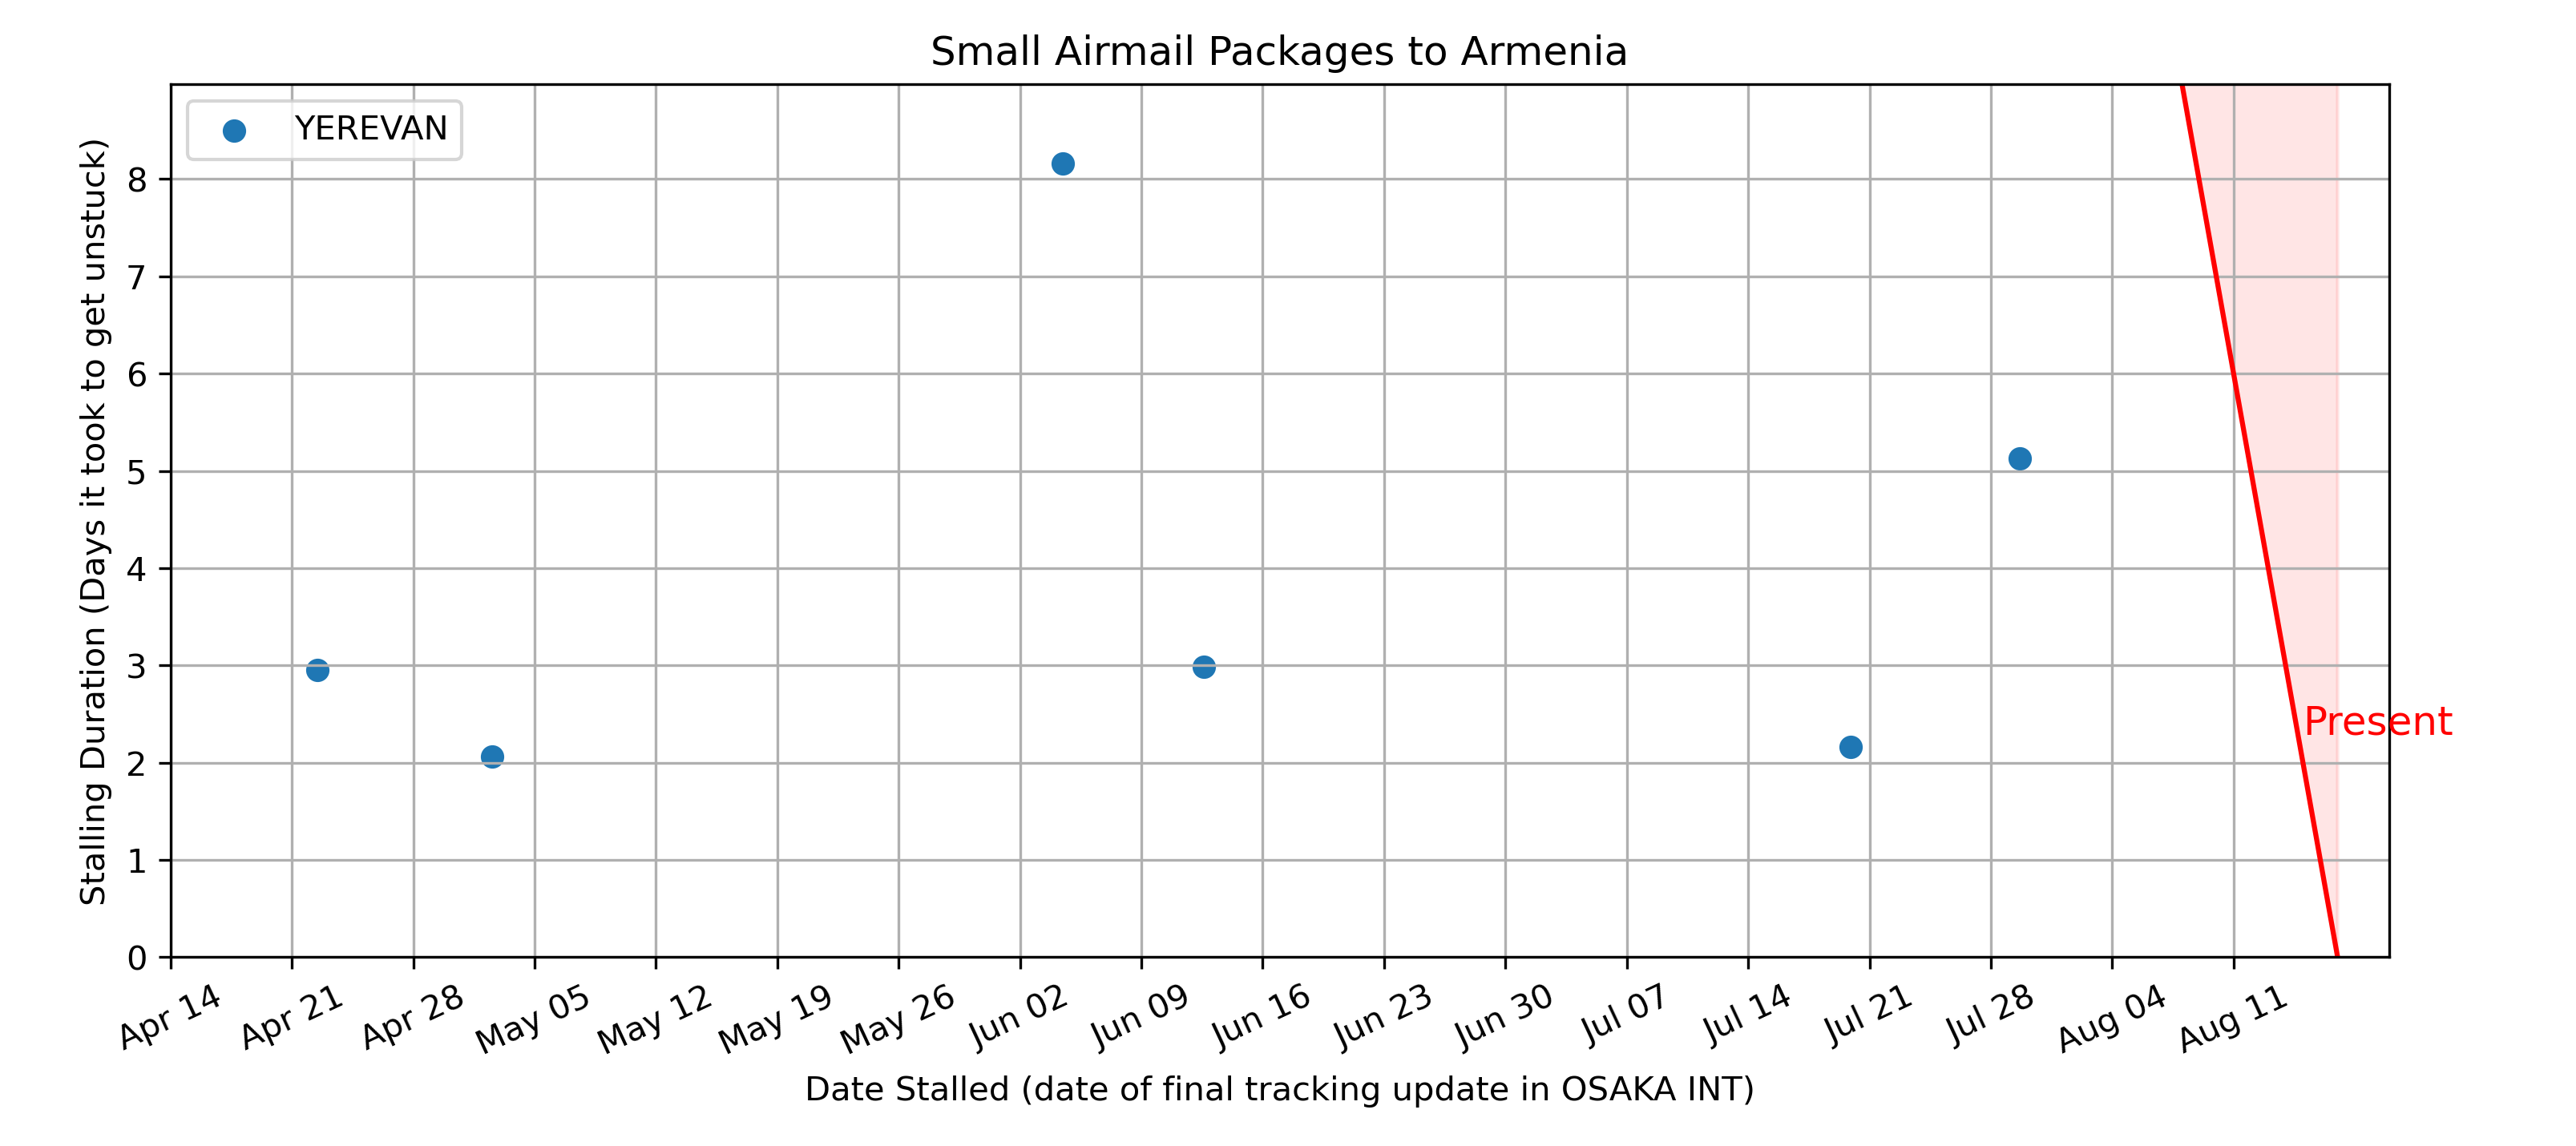 Small Airmail Packages to Armenia
YEREVAN
Stalling Duration (Days it took to get unstuck)
8
7
6
5
4
3
2
1
0
Present
Apr 14
Apr 21
Apr 28
May 05
May 12
May 19
May 26
Jun 02
Jun 09
Jun 16
Jun 23
Jun 30
Jul 07
Jul 14
Jul 21
Jul 28
Aug 04
Aug 11
Date Stalled (date of final tracking update in OSAKA INT)